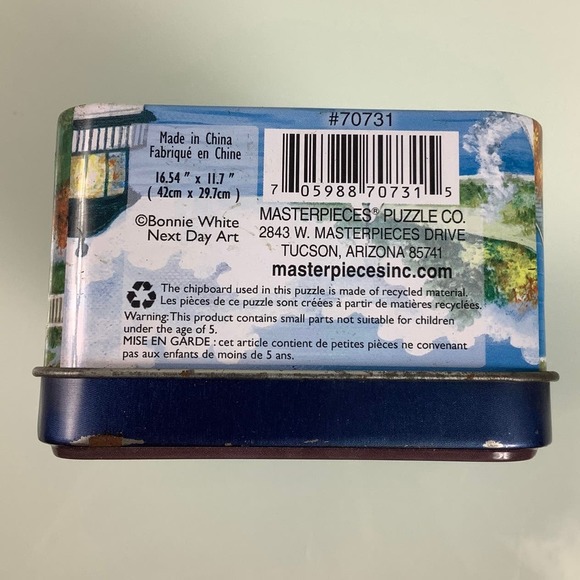 #70731
Made in China
Fabriqué en Chine
16.54" x 11.7"
(42cm x 29.7cm)
7 05988 70731 5
©Bonnie White
Next Day Art
MASTERPIECES® PUZZLE CO.
2843 W. MASTERPIECES DRIVE
TUCSON, ARIZONA 85741
masterpiecesinc.com
The chipboard used in this puzzle is made of recycled material.
Les pièces de ce puzzle sont créées à partir de matières recyclées.
Warning: This product contains small parts not suitable for children
under the age of 5.
MISE EN GARDE : cet article contient de petites pièces ne convenant
pas aux enfants de moins de 5 ans.